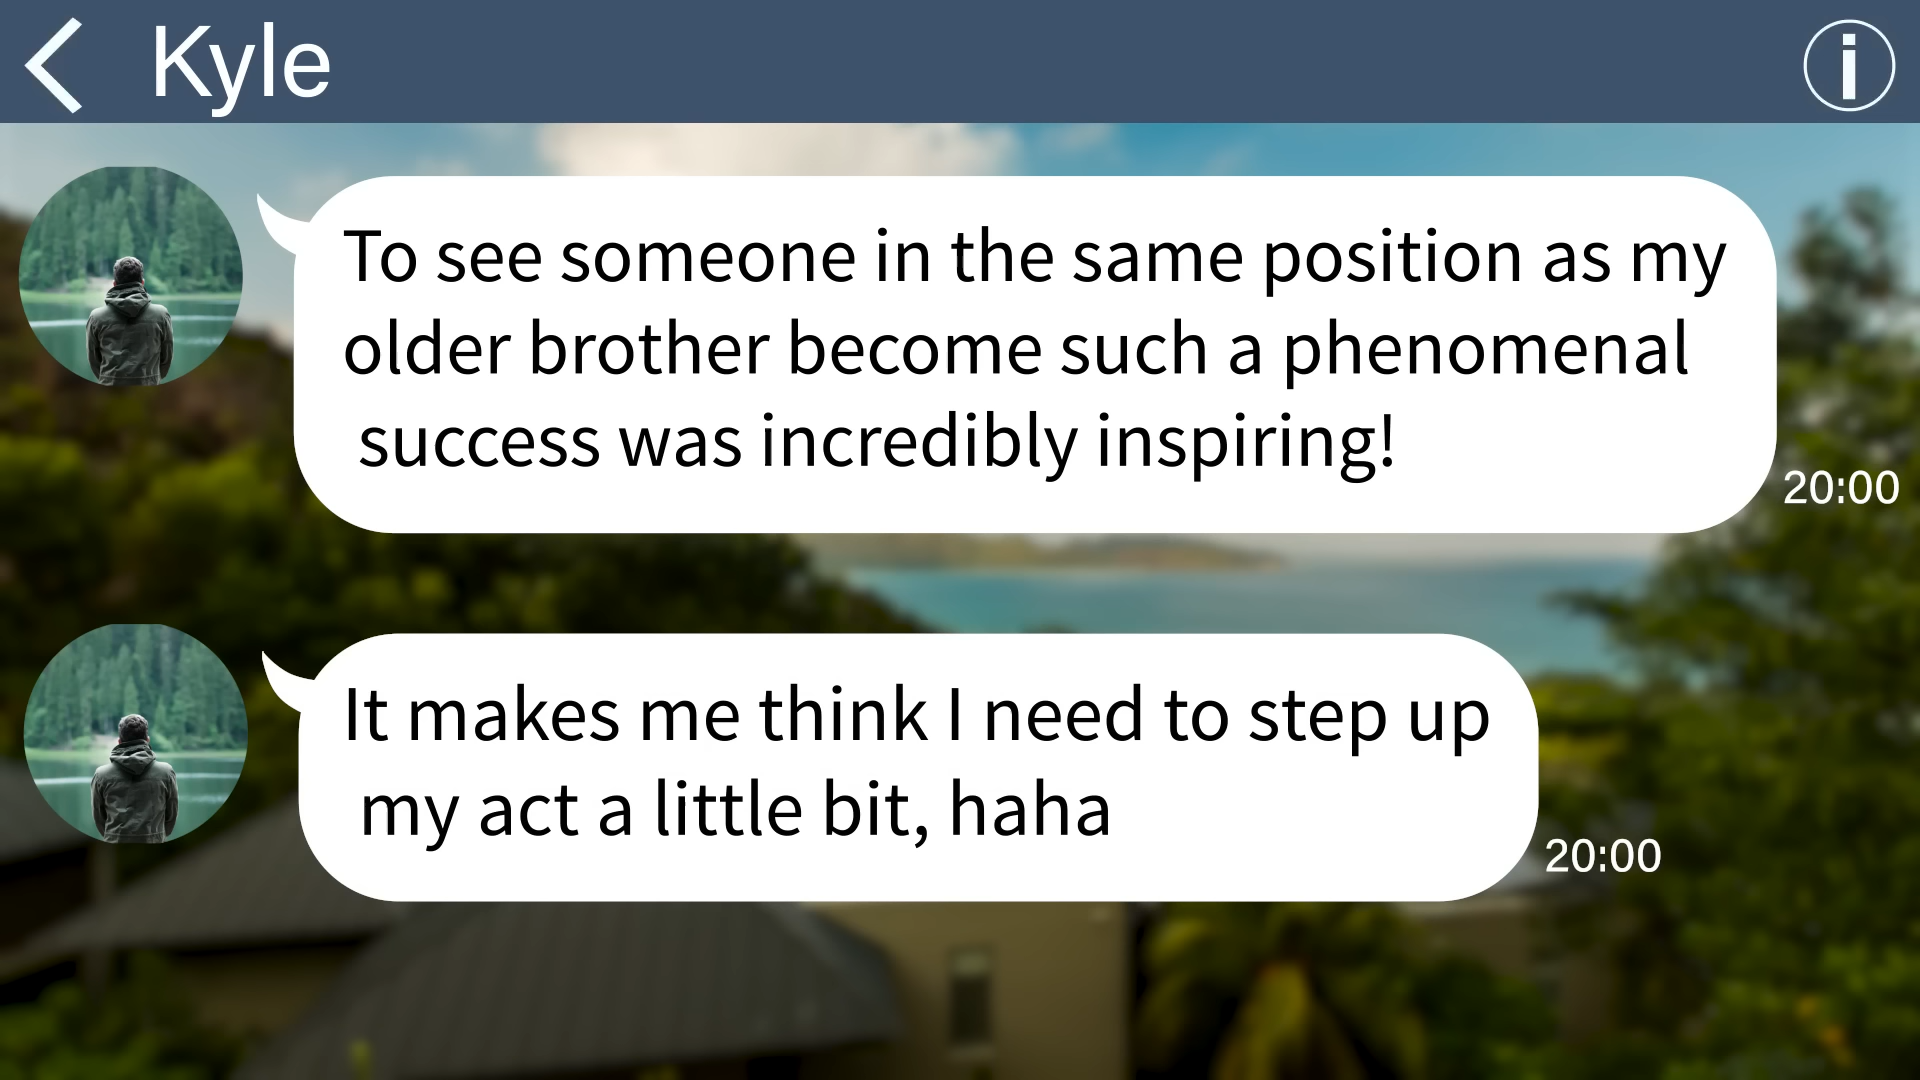 Kyle
To see someone in the same position as my
older brother become such a phenomenal
success was incredibly inspiring!
20:00
It makes me think I need to step up
my act a little bit, haha
20:00